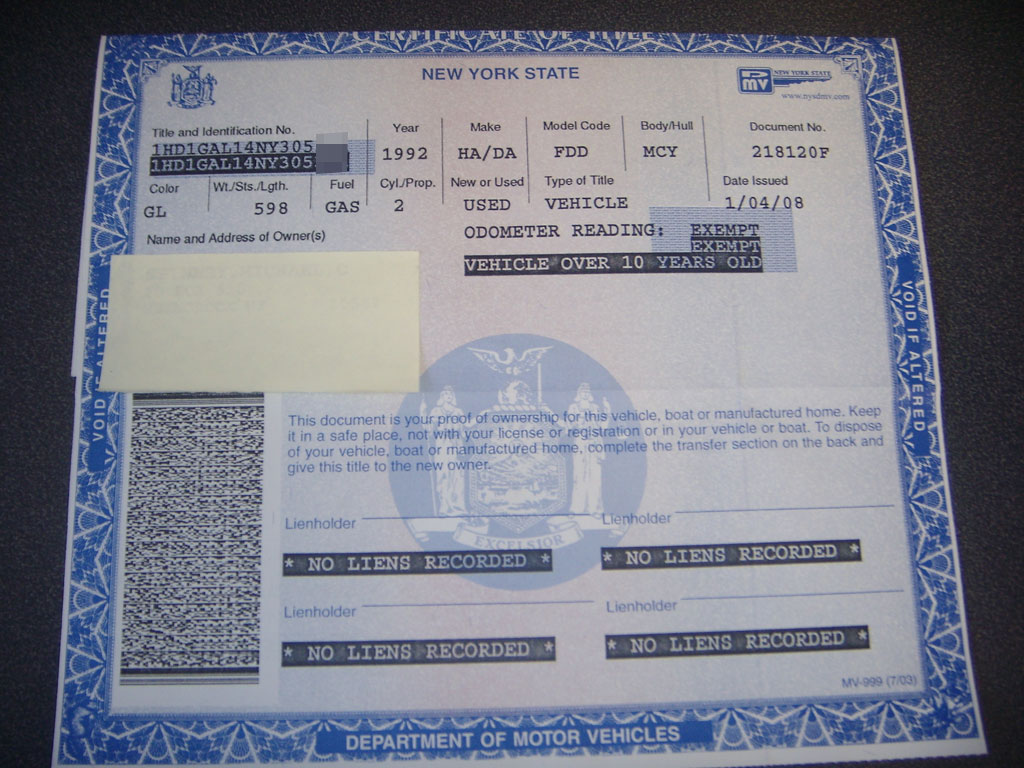 CERTIFICATE OF TITLE
NEW YORK STATE
DMV NEW YORK STATE
www.nysdmv.com
Title and Identification No.
Year
Make
Model Code
Body/Hull
Document No.
1HD1GAL14NY305
1HD1GAL14NY305
1992
HA/DA
FDD
MCY
218120F
Color
Wt./Sts./Lgth.
Fuel
Cyl./Prop.
New or Used
Type of Title
Date Issued
GL
598
GAS
2
USED
VEHICLE
1/04/08
Name and Address of Owner(s)
ODOMETER READING: EXEMPT
EXEMPT
VEHICLE OVER 10 YEARS OLD
VOID IF ALTERED
VOID IF ALTERED
This document is your proof of ownership for this vehicle, boat or manufactured home. Keep
it in a safe place, not with your license or registration or in your vehicle or boat. To dispose
of your vehicle, boat or manufactured home, complete the transfer section on the back and
give this title to the new owner.
Lienholder
Lienholder
EXCELSIOR
* NO LIENS RECORDED *
* NO LIENS RECORDED *
Lienholder
Lienholder
* NO LIENS RECORDED *
* NO LIENS RECORDED *
MV-999 (7/03)
DEPARTMENT OF MOTOR VEHICLES